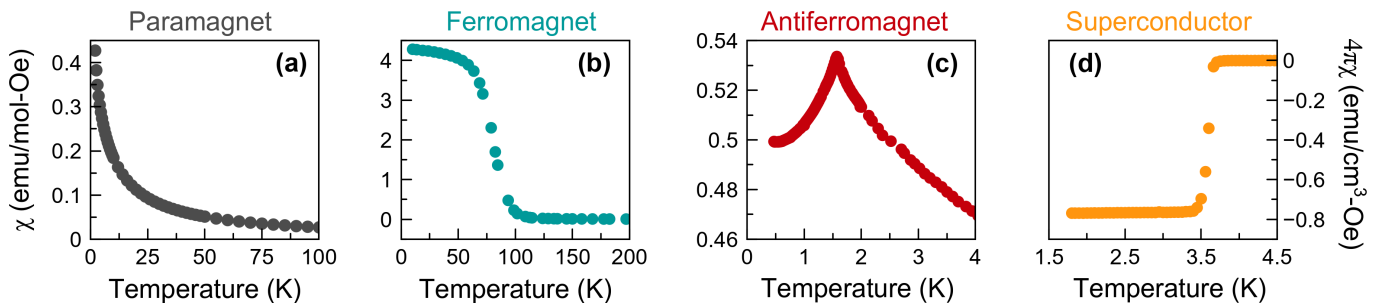 Paramagnet
χ (emu/mol-Oe)
0.4
0.3
0.2
0.1
0
(a)
0 25 50 75 100
Temperature (K)
Ferromagnet
4
3
2
1
0
(b)
0 50 100 150 200
Temperature (K)
Antiferromagnet
0.54
0.52
0.5
0.48
0.46
(c)
0 1 2 3 4
Temperature (K)
Superconductor
(d)
0
−0.2
−0.4
−0.6
−0.8
4πχ (emu/cm³-Oe)
1.5 2.5 3.5 4.5
Temperature (K)